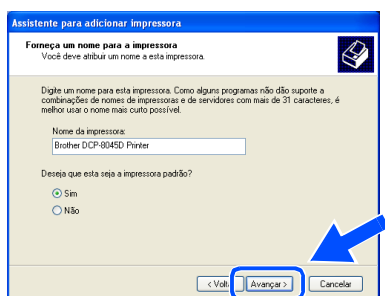 Assistente para adicionar impressora
Forneça um nome para a impressora
Você deve atribuir um nome a esta impressora.
Digite um nome para esta impressora. Como alguns programas não dão suporte a
combinações de nomes de impressoras e de servidores com mais de 31 caracteres, é
melhor usar o nome mais curto possível.
Nome da impressora:
Brother DCP-8045D Printer
Deseja que esta seja a impressora padrão?
Sim
Não
< Volt Avançar > Cancelar